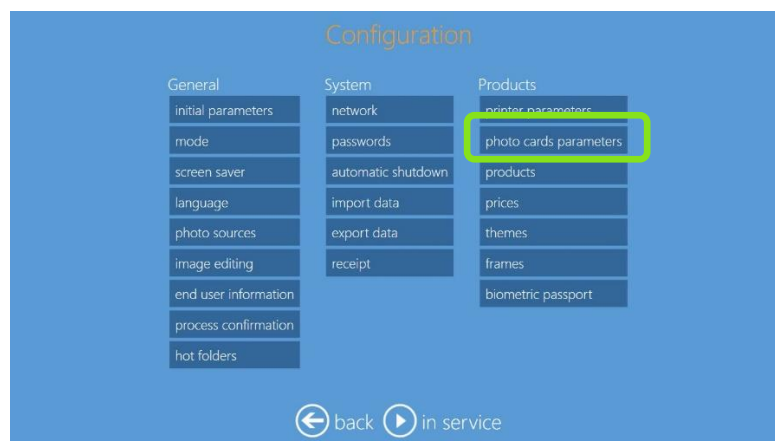 Configuration
General
initial parameters
mode
screen saver
language
photo sources
image editing
end user information
process confirmation
hot folders
System
network
passwords
automatic shutdown
import data
export data
receipt
Products
printer parameters
photo cards parameters
products
prices
themes
frames
biometric passport
back in service